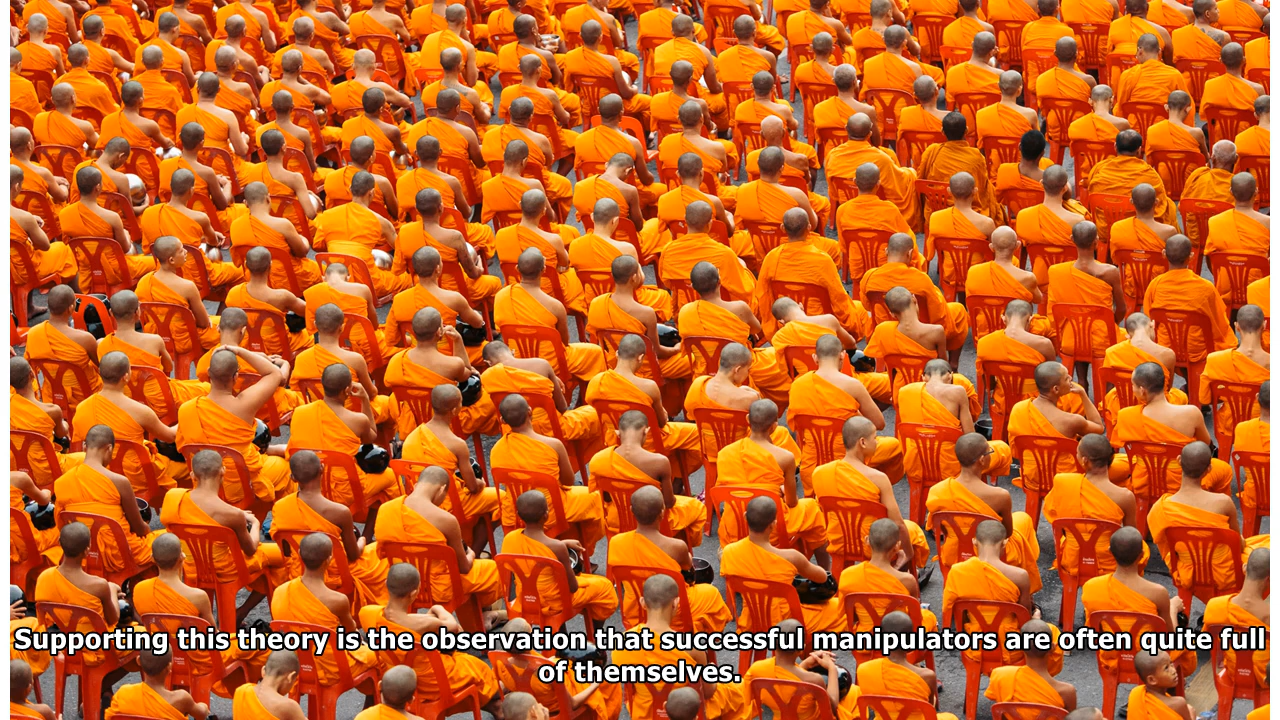 Supporting this theory is the observation that successful manipulators are often quite full
of themselves.